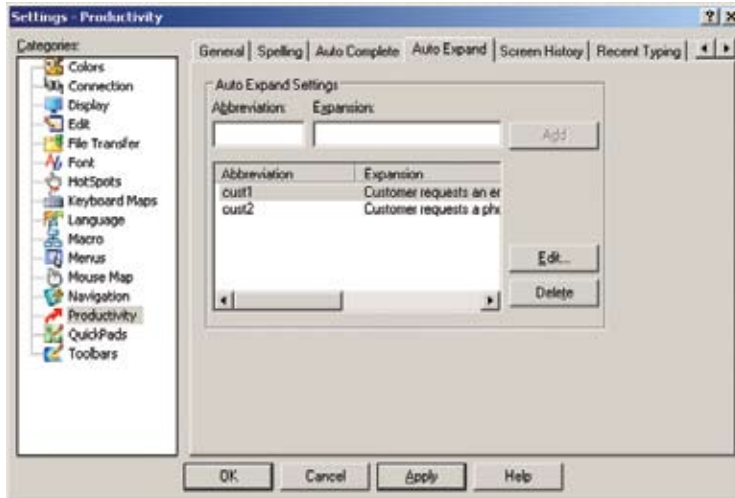 Settings - Productivity
Categories:
Colors
Connection
Display
Edit
File Transfer
Font
HotSpots
Keyboard Maps
Language
Macro
Menus
Mouse Map
Navigation
Productivity
QuickPads
Toolbars
General Spelling Auto Complete Auto Expand Screen History Recent Typing
Auto Expand Settings
Abbreviation: Expansion:
Add
Abbreviation Expansion
cust1 Customer requests an
cust2 Customer requests a
Edit...
Delete
OK Cancel Apply Help